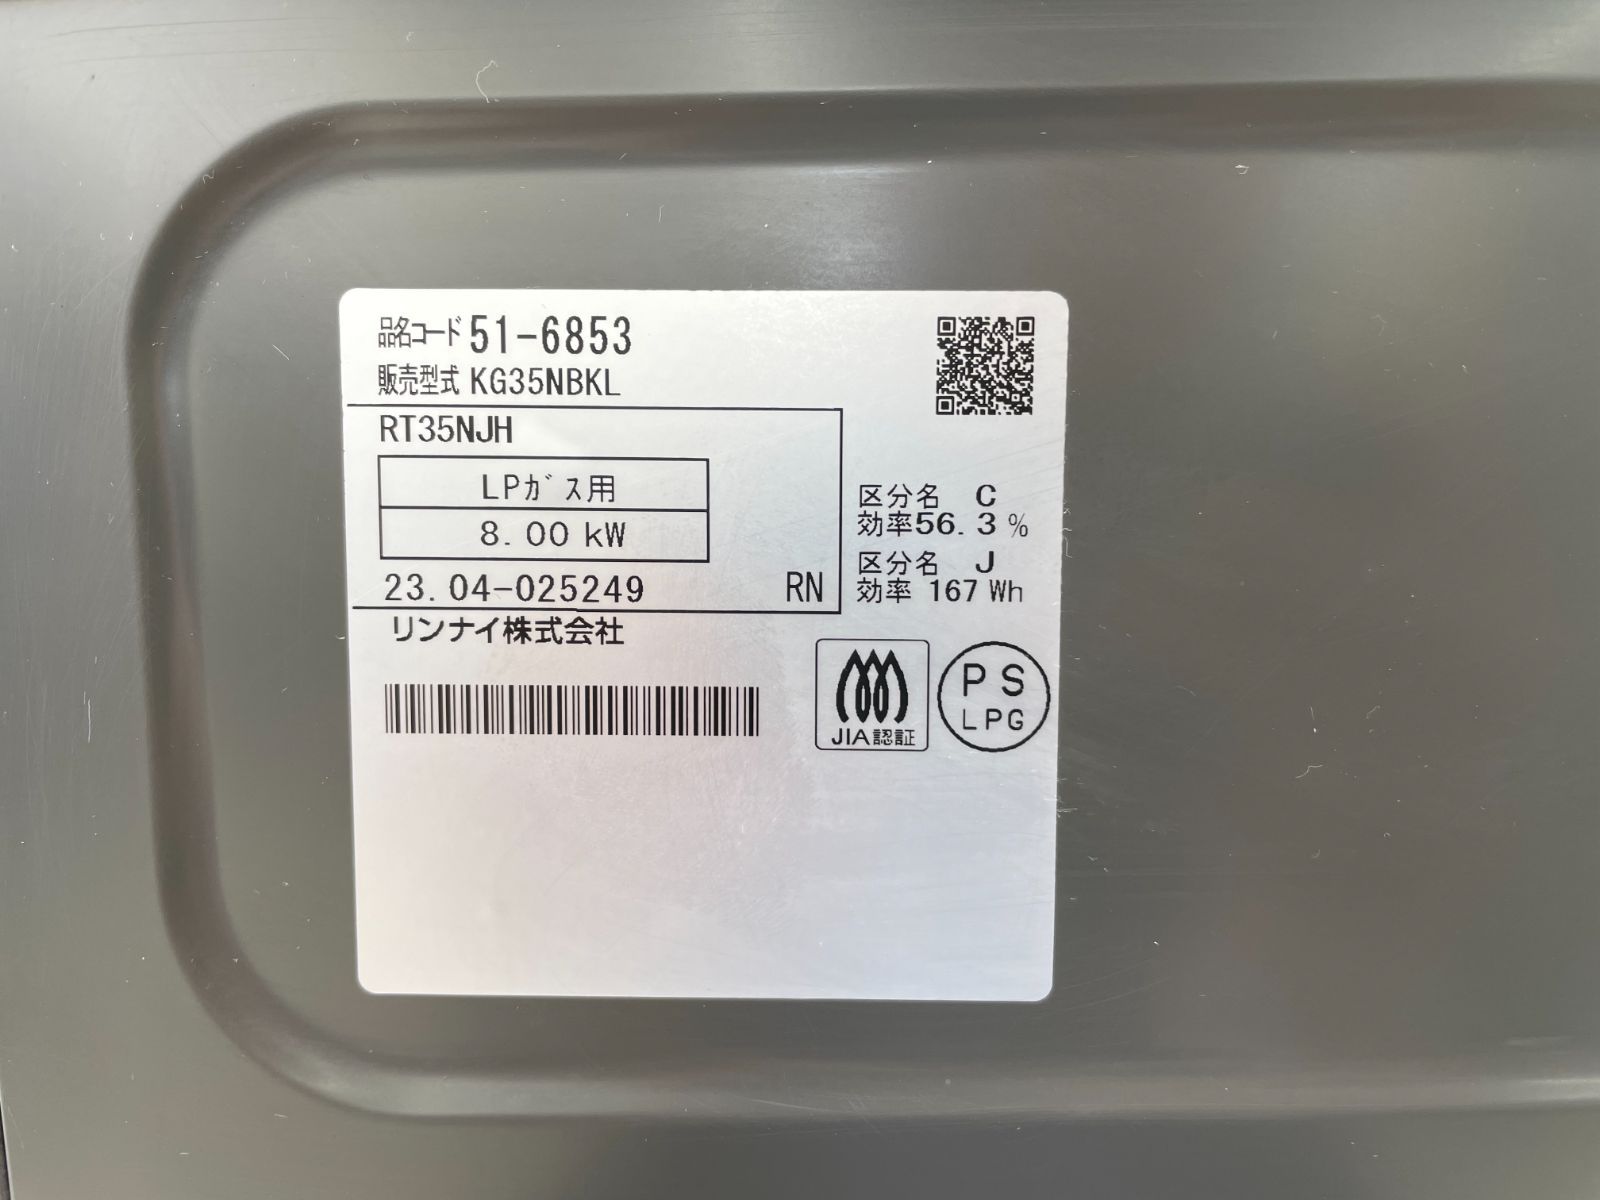 品名コード 51-6853
販売型式 KG35NBKL
RT35NJH
LPガス用
8.00 kW
23.04-025249 RN
リンナイ株式会社
区分名 C
効率56.3 %
区分名 J
効率 167 Wh
JIA認証
PS
LPG